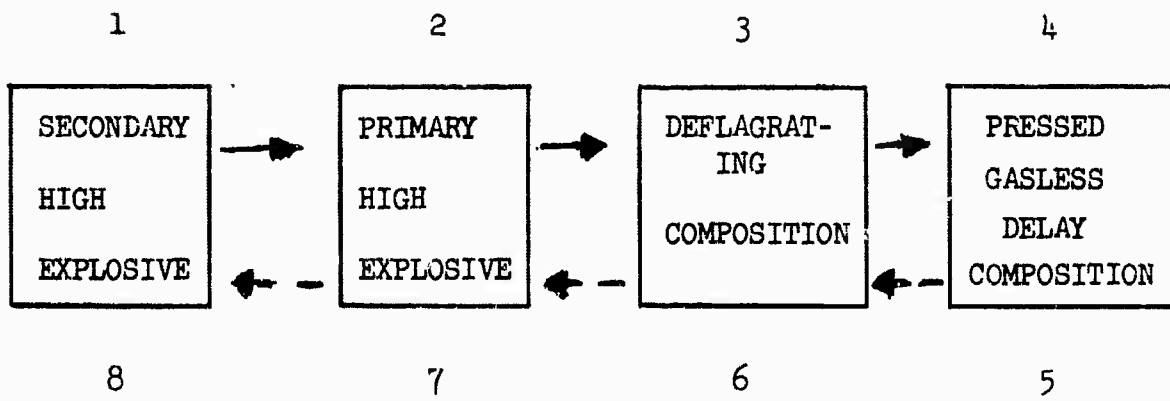 1 2 3 4
SECONDARY
HIGH
EXPLOSIVE
PRIMARY
HIGH
EXPLOSIVE
DEFLAGRAT-
ING
COMPOSITION
PRESSED
GASLESS
DELAY
COMPOSITION
8 7 6 5